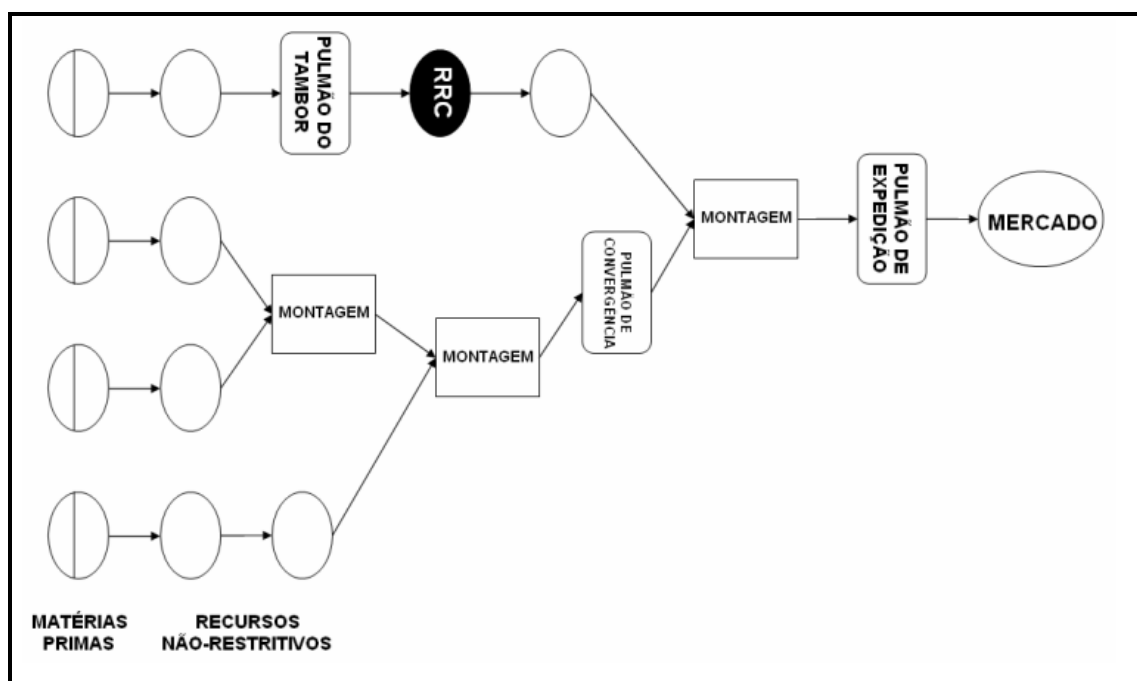 PULMÃO DO
TAMBOR
RRC
MONTAGEM
PULMÃO DE
EXPEDIÇÃO
MERCADO
PULMÃO DE
CONVERGENCIA
MONTAGEM
MONTAGEM
MATÉRIAS
PRIMAS
RECURSOS
NÃO-RESTRITIVOS